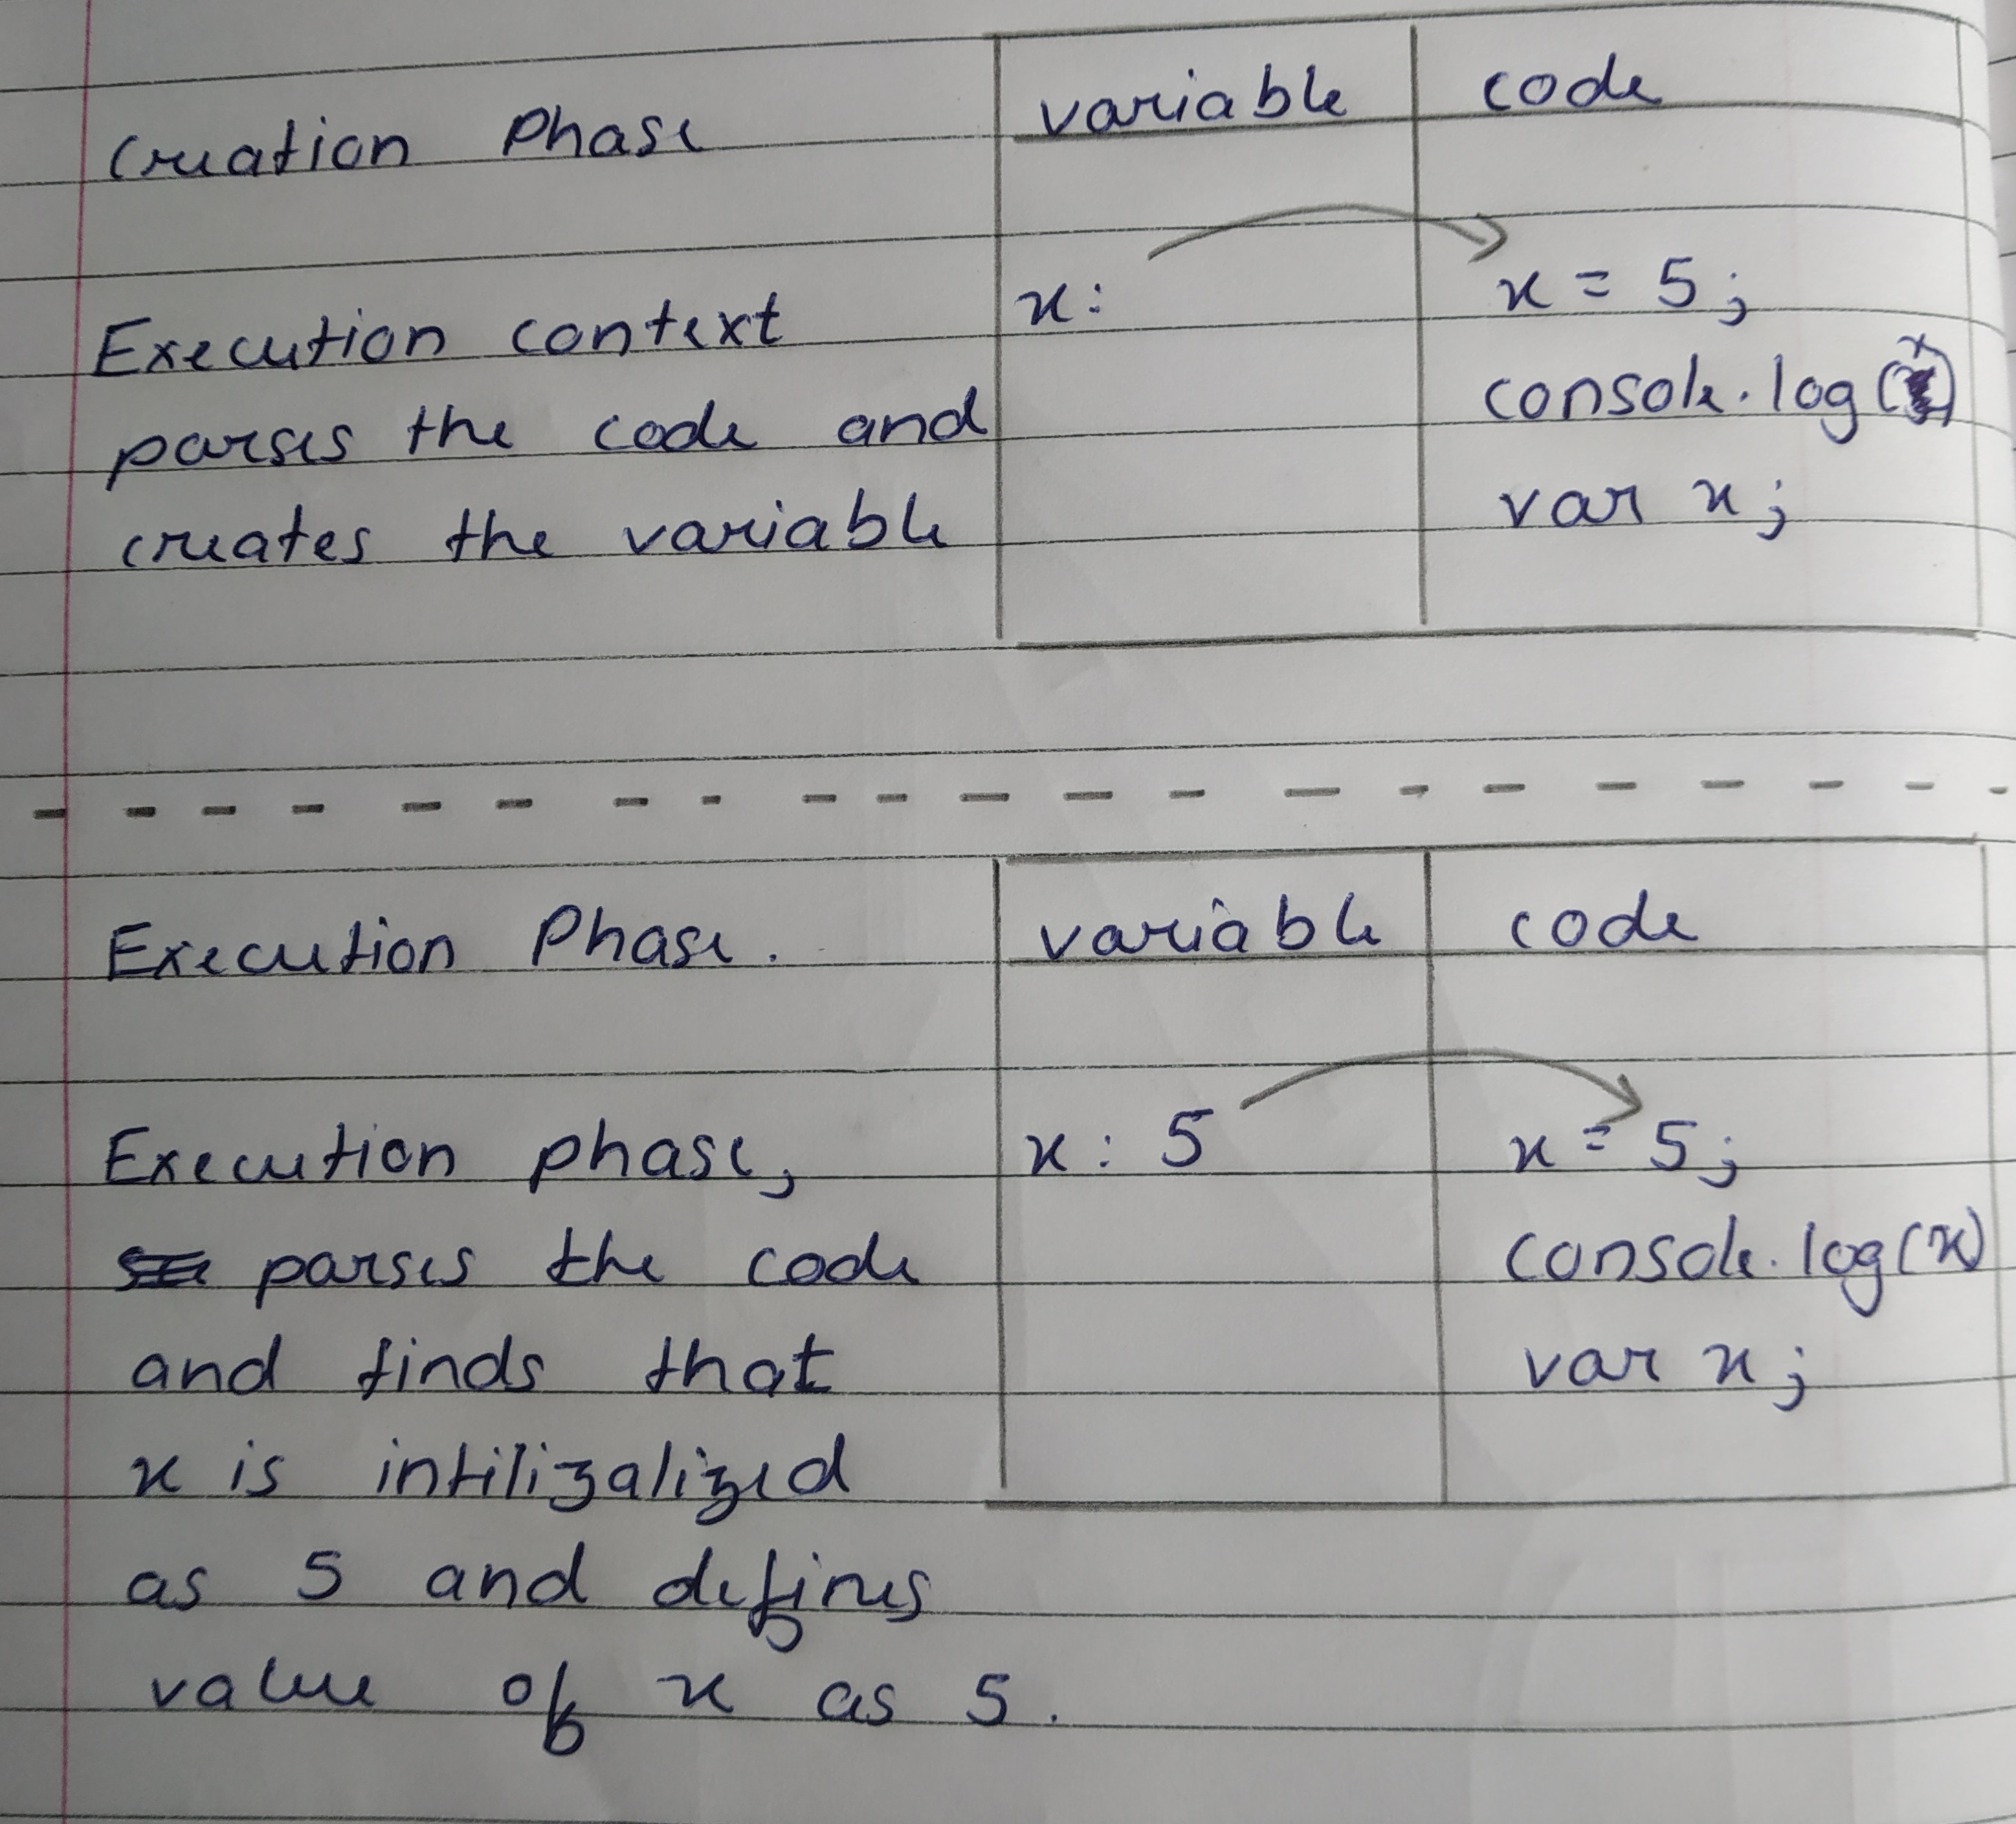 Creation Phase variable code
Execution context x: x = 5;
parses the code and console.log(x)
creates the variable var x;
Execution Phase. variable code
Execution phase, x: 5 x = 5;
parses the code console.log(x)
and finds that var x;
x is intilizalized
as 5 and defines
value of x as 5.